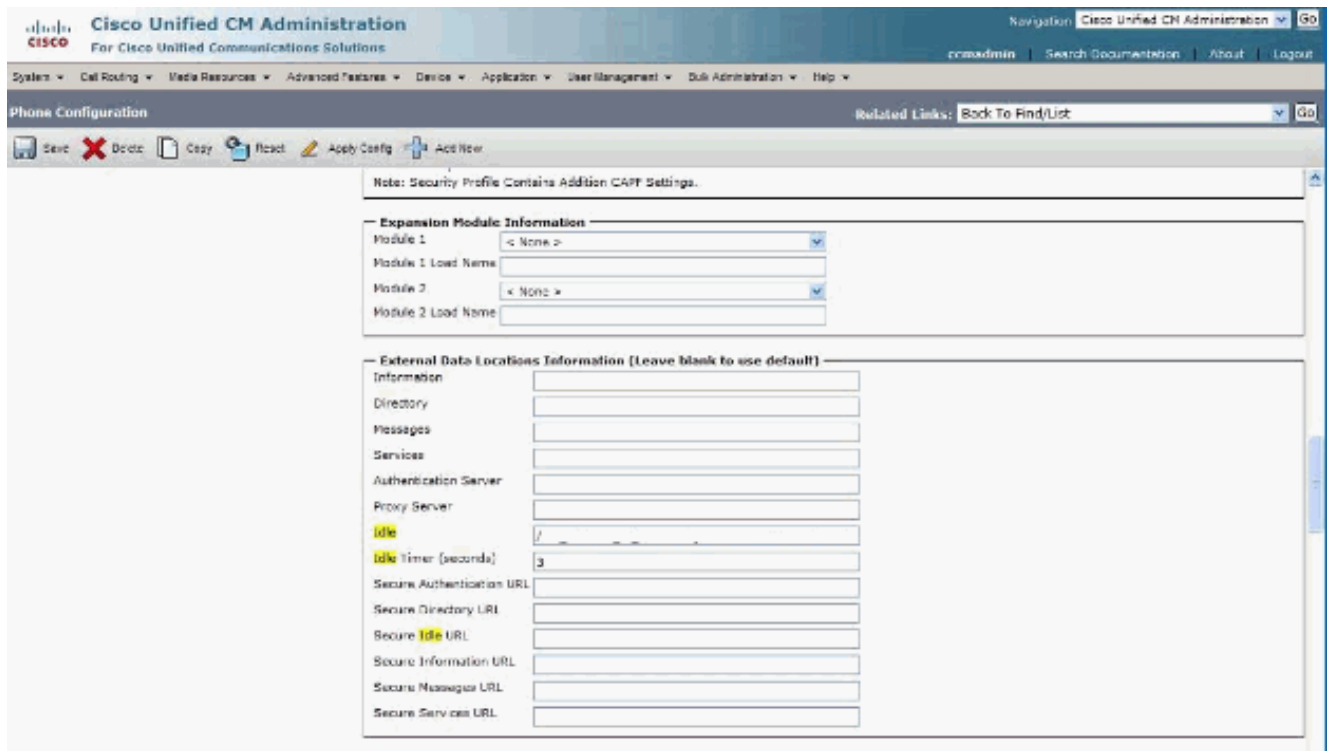 Cisco Unified CM Administration
For Cisco Unified Communications Solutions
CISCO
Navigation Cisco Unified CM Administration Go
ccmadmin Search Documentation About Logout
System Call Routing Media Resources Advanced Features Device Application User Management Bulk Administration Help
Phone Configuration
Related Links: Back To Find/List Go
Save Delete Copy Reset Apply Config Add New
Note: Security Profile Contains Addition CAPF Settings.
Expansion Module Information
Module 1 < None >
Module 1 Load Name
Module 2 < None >
Module 2 Load Name
External Data Locations Information (Leave blank to use default)
Information
Directory
Messages
Services
Authentication Server
Proxy Server
Idle /
Idle Timer (seconds) 3
Secure Authentication URL
Secure Directory URL
Secure Idle URL
Secure Information URL
Secure Messages URL
Secure Services URL